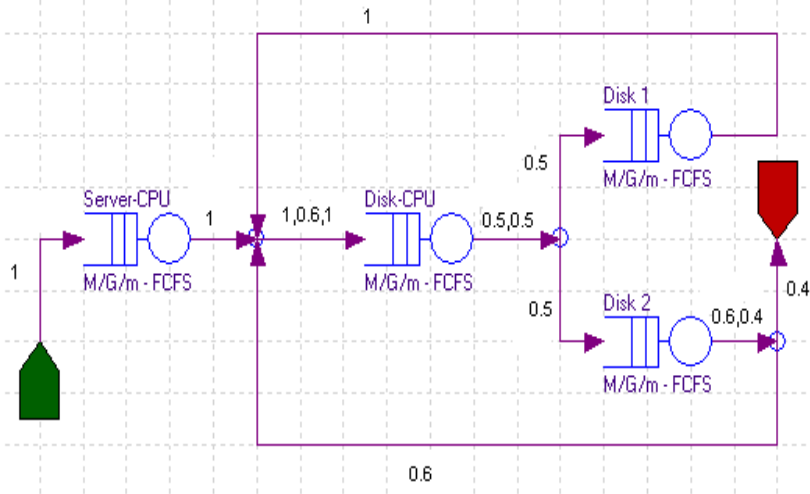 1
Disk 1
0.5
M/G/m - FCFS
Server-CPU
1
1,0.6,1
Disk-CPU
0.5,0.5
1
M/G/m - FCFS
M/G/m - FCFS
0.5
Disk 2
0.6,0.4
0.4
M/G/m - FCFS
0.6